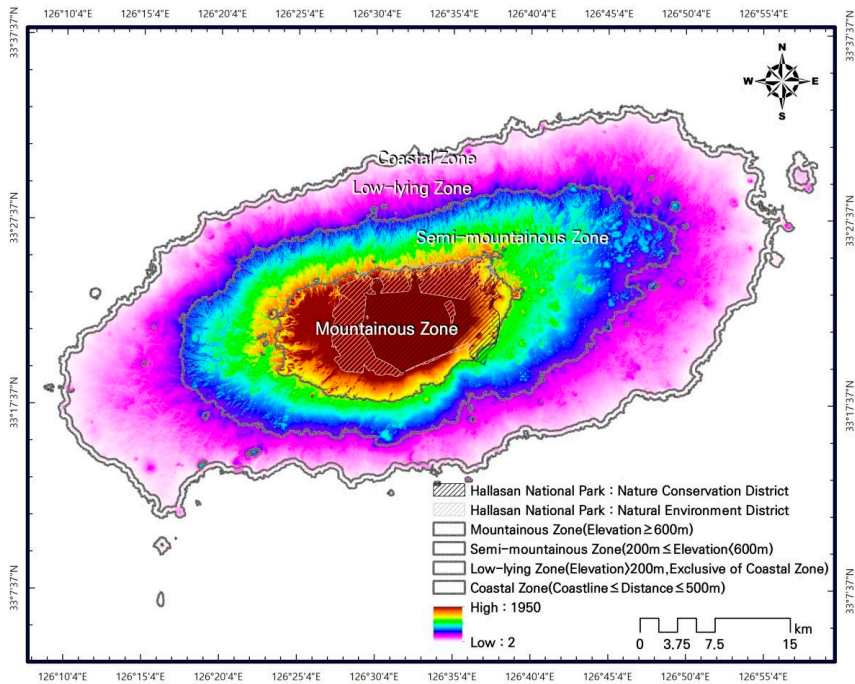 126°10'4"E 126°15'4"E 126°20'4"E 126°25'4"E 126°30'4"E 126°35'4"E 126°40'4"E 126°45'4"E 126°50'4"E 126°55'4"E
33°37'37"N
33°37'37"N
N
W E
S
Coastal Zone
Low-lying Zone
33°27'37"N
33°27'37"N
Semi-mountainous Zone
Mountainous Zone
33°17'37"N
33°17'37"N
Hallasan National Park : Nature Conservation District
Hallasan National Park : Natural Environment District
Mountainous Zone(Elevation≥600m)
Semi-mountainous Zone(200m≤Elevation<600m)
Low-lying Zone(Elevation>200m,Exclusive of Coastal Zone)
Coastal Zone(Coastline≤Distance≤500m)
33°7'37"N
33°7'37"N
High : 1950
Low : 2
km
0 3.75 7.5 15
126°10'4"E 126°15'4"E 126°20'4"E 126°25'4"E 126°30'4"E 126°35'4"E 126°40'4"E 126°45'4"E 126°50'4"E 126°55'4"E